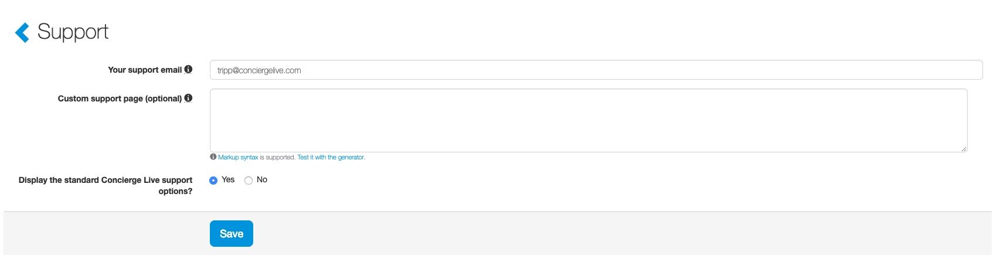 Support
Your support email
tripp@conciergelive.com
Custom support page (optional)
Markup syntax is supported. Test it with the generator.
Display the standard Concierge Live support
options?
Yes No
Save